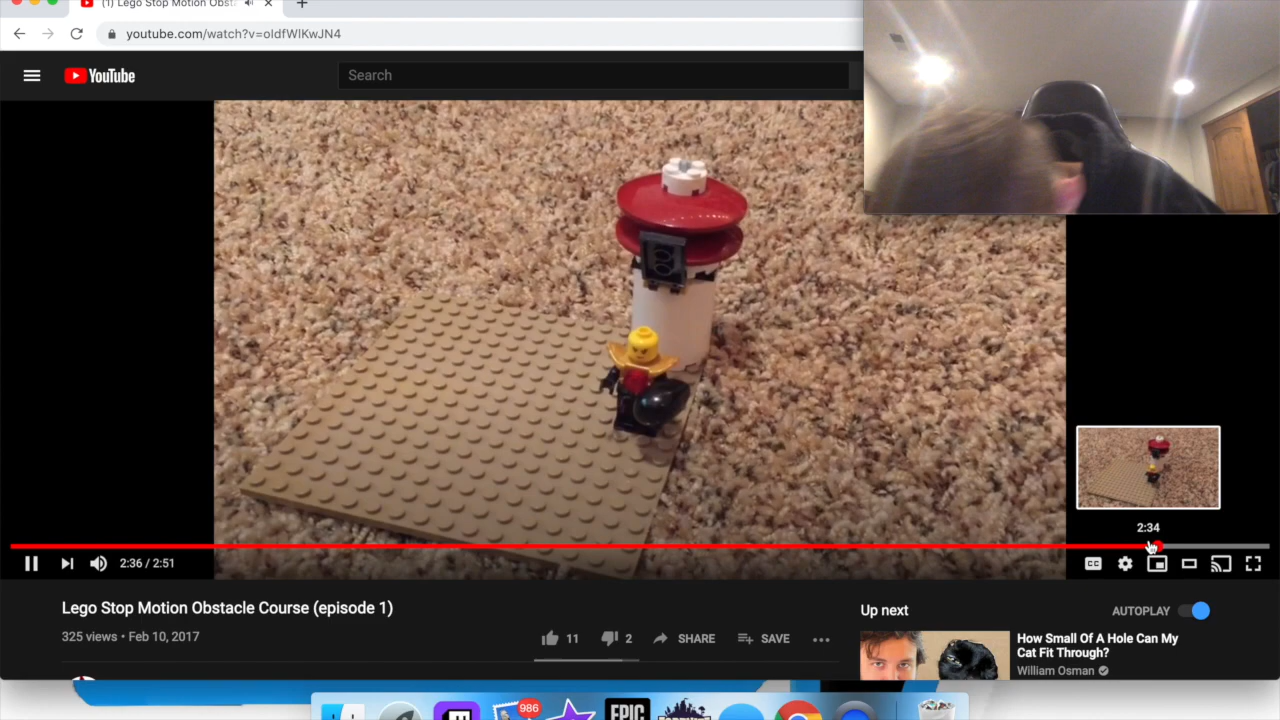 (1) Lego Stop Motion Obst
youtube.com/watch?v=oldfWlKwJN4
YouTube
Search
2:34
2:36 / 2:51
CC
Lego Stop Motion Obstacle Course (episode 1)
325 views • Feb 10, 2017
11
2
SHARE
SAVE
Up next
AUTOPLAY
How Small Of A Hole Can My
Cat Fit Through?
William Osman
986
EPIC